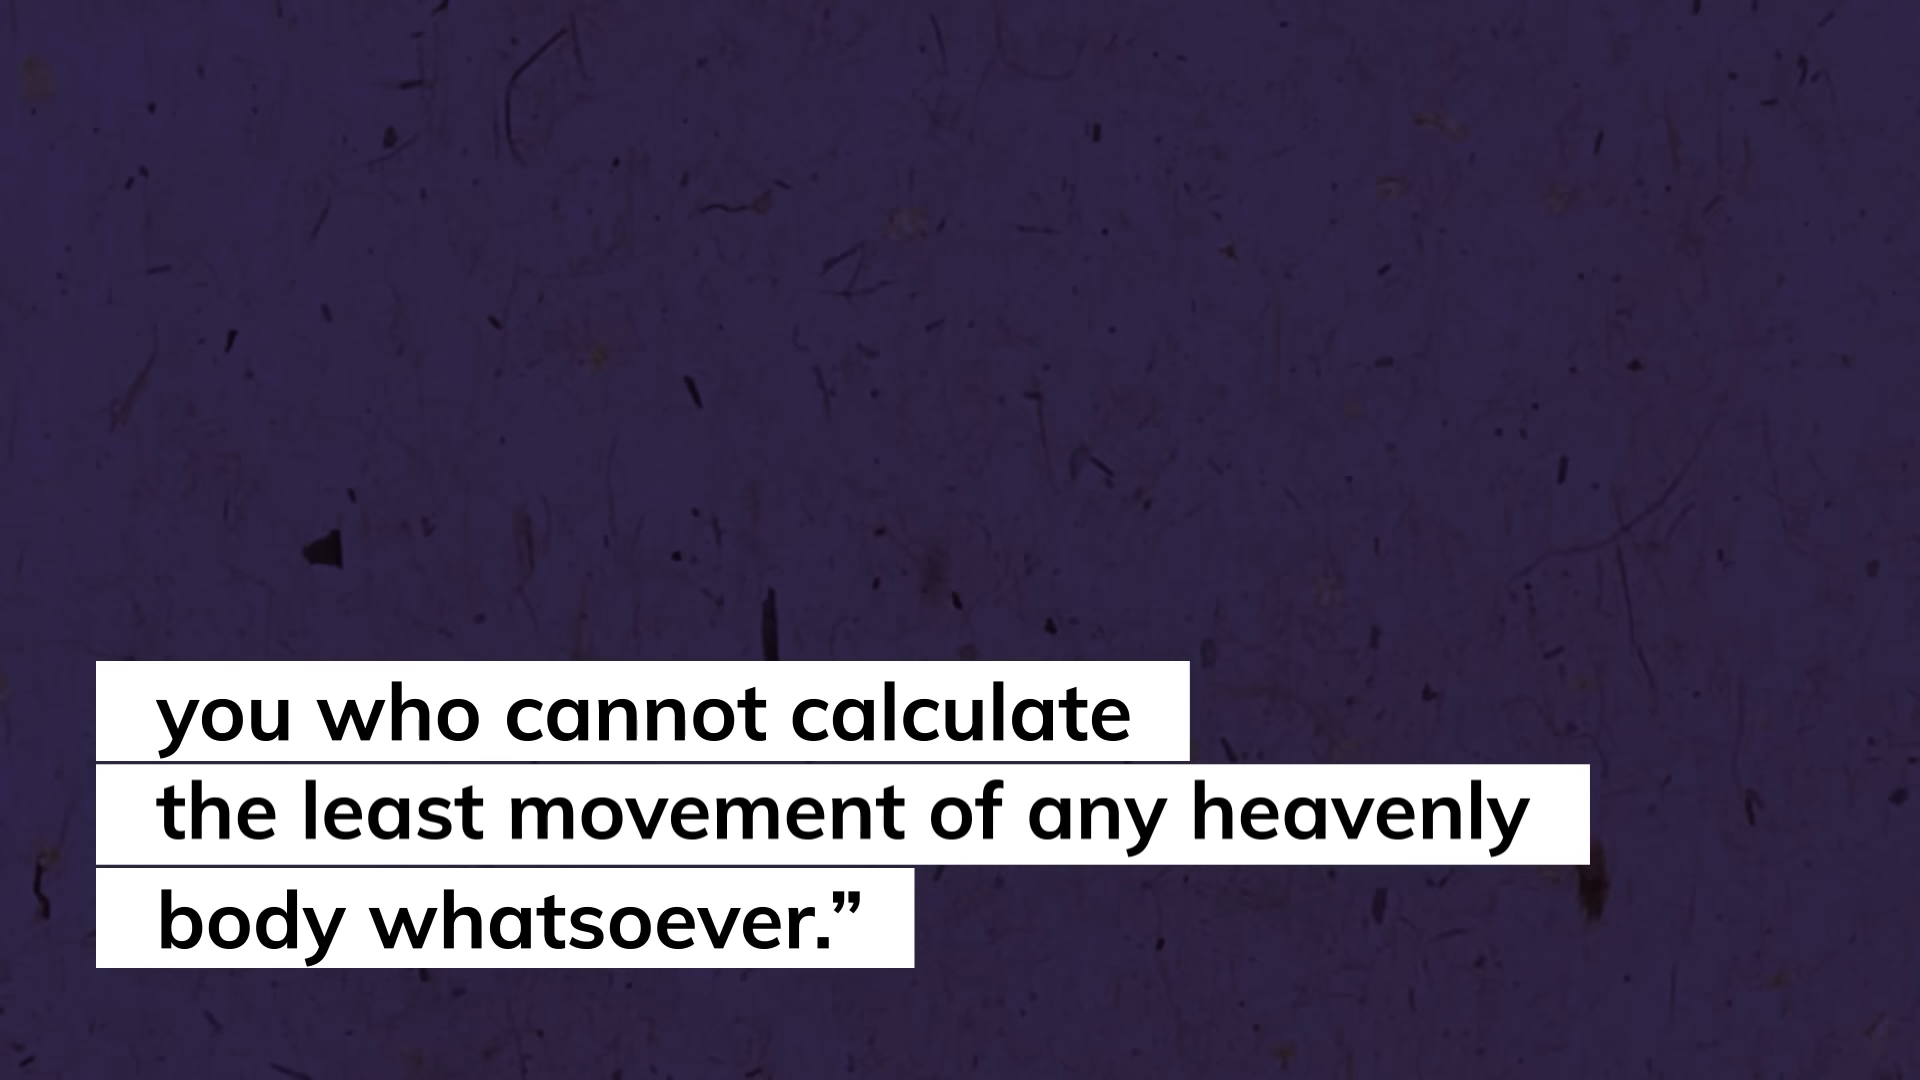 you who cannot calculate
the least movement of any heavenly
body whatsoever.”